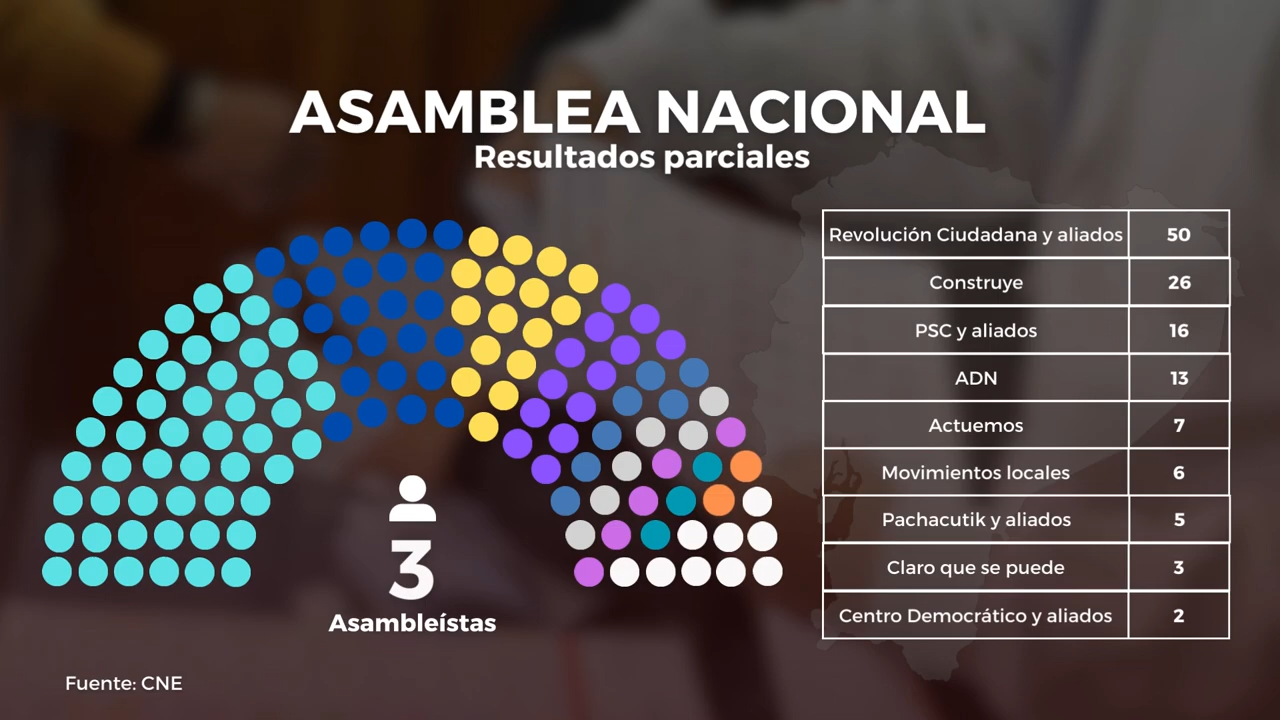 ASAMBLEA NACIONAL
Resultados parciales
Revolución Ciudadana y aliados 50
Construye 26
PSC y aliados 16
ADN 13
Actuemos 7
Movimientos locales 6
Pachacutik y aliados 5
Claro que se puede 3
Centro Democrático y aliados 2
3
Asambleístas
Fuente: CNE